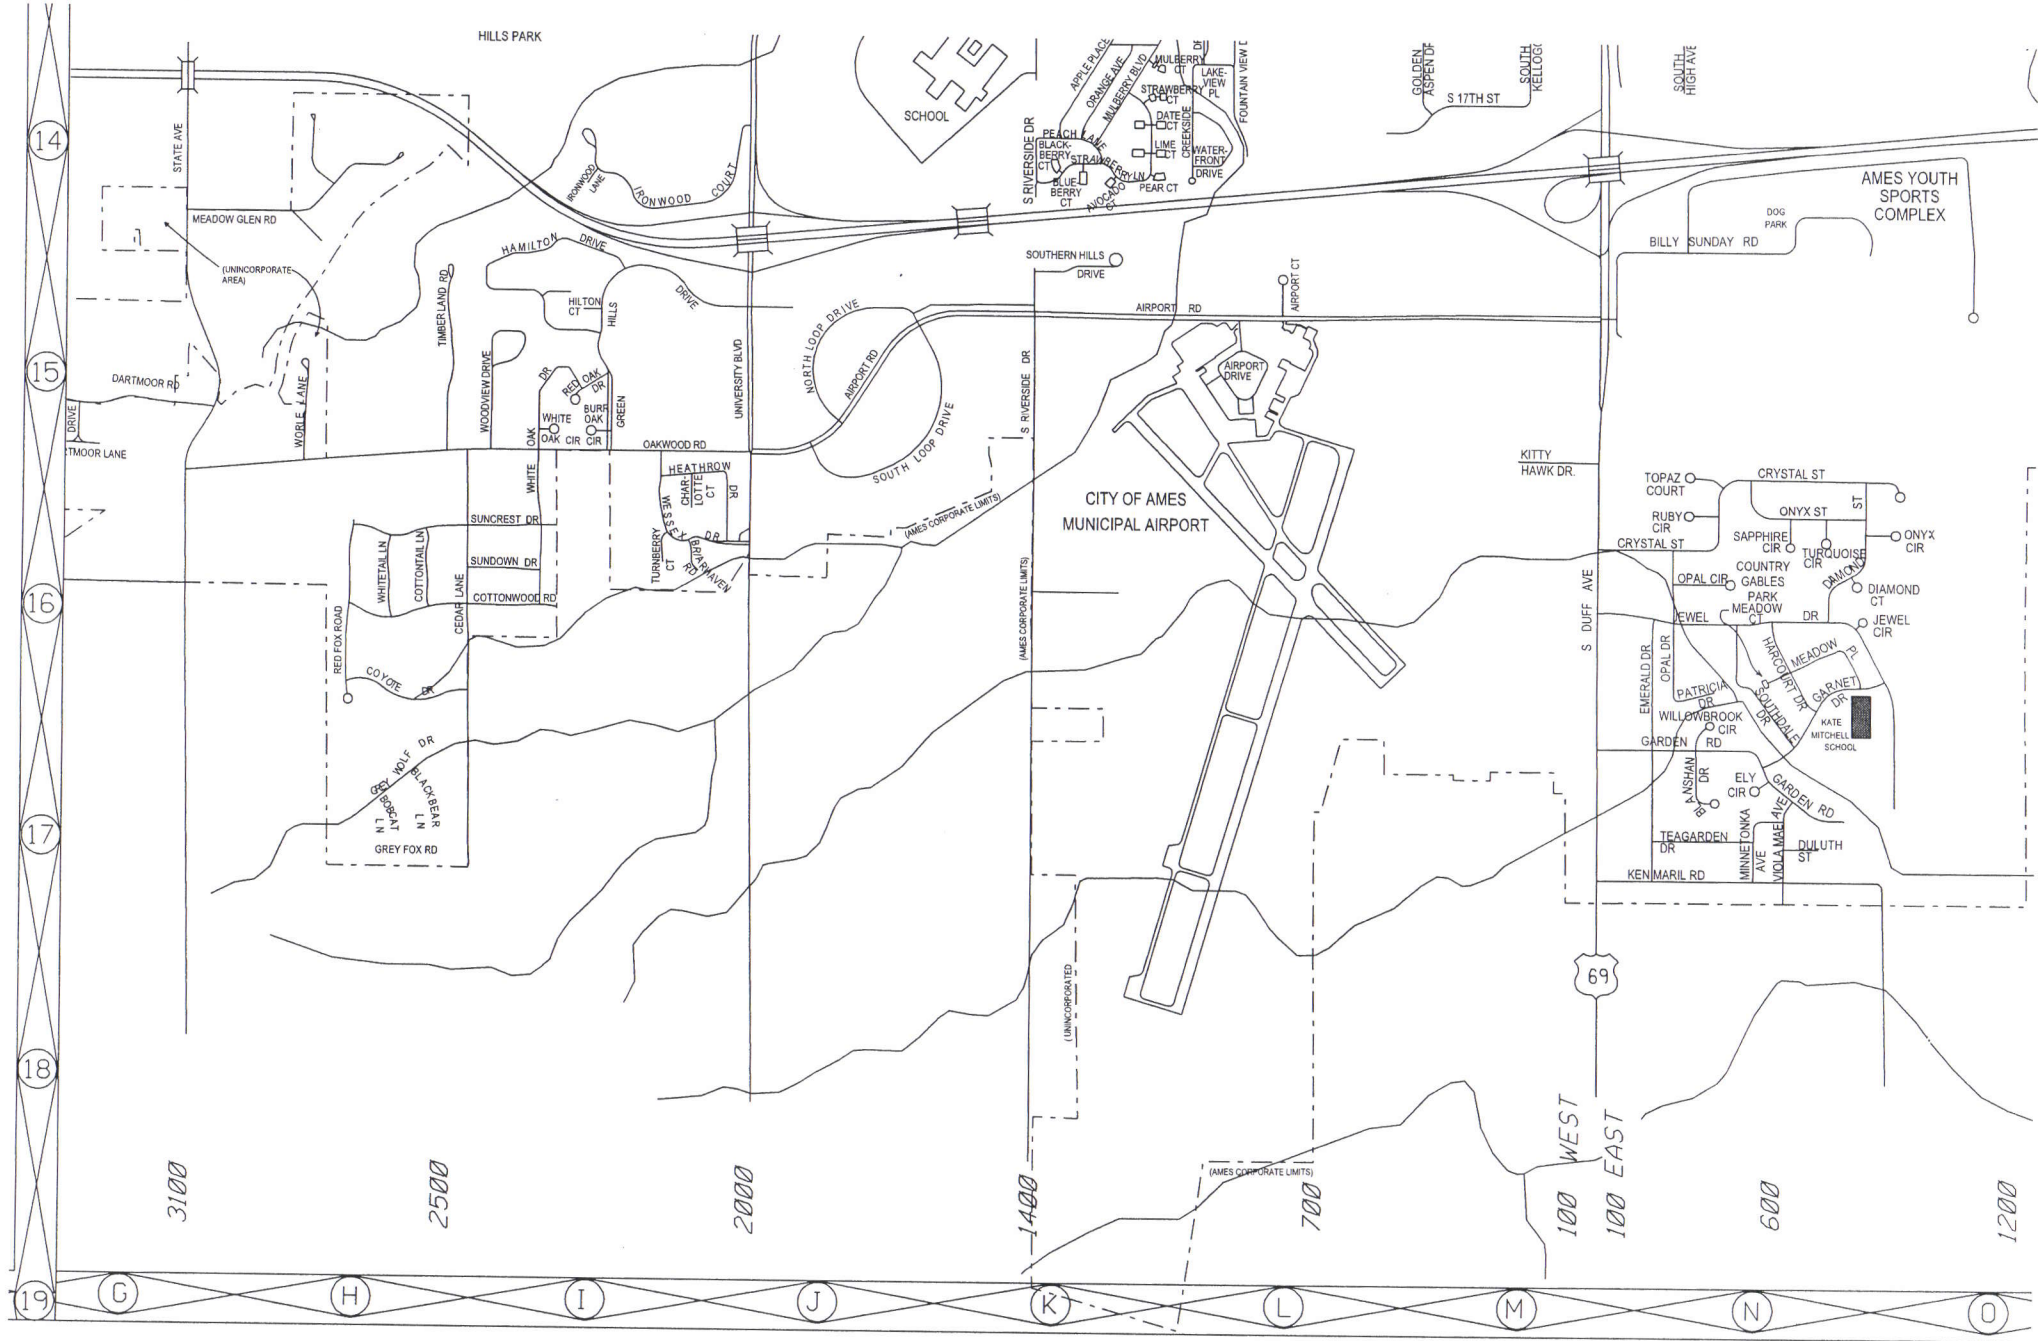 HILLS PARK
SCHOOL
S RIVERSIDE DR
APPLE PLACE
ORANGE AVE
MULBERRY BLVD
MULBERRY
CT
STRAWBERRY
CT
DATE
CT
LIME
CT
PEACH LANE
BLACK-
BERRY
CT
STRAWBERRY LN
BLUE-
BERRY
CT
AVOCADO
CT
PEAR CT
LAKE-
VIEW
PL
CREEKSIDE
DR
WATER-
FRONT
DRIVE
FOUNTAIN VIEW
GOLDEN
ASPEN DR
SOUTH
KELLOGG
S 17TH ST
SOUTH
HIGH AVE
14
STATE AVE
MEADOW GLEN RD
(UNINCORPORATE
AREA)
IRONWOOD
LANE
IRONWOOD COURT
AMES YOUTH
SPORTS
COMPLEX
DOG
PARK
BILLY SUNDAY RD
HAMILTON DRIVE
HILTON
CT
HILLS
DRIVE
TIMBERLAND RD
SOUTHERN HILLS
DRIVE
AIRPORT CT
AIRPORT RD
NORTH LOOP DRIVE
AIRPORT RD
SOUTH LOOP DRIVE
S RIVERSIDE DR
AIRPORT
DRIVE
15
DARTMOOR RD
DRIVE
TMOOR LANE
WORLE LANE
WOODVIEW DRIVE
DR
RED OAK
DR
WHITE
OAK CIR
BURR
OAK
CIR
GREEN
OAK
WHITE
UNIVERSITY BLVD
OAKWOOD RD
HEATHROW
DR
CHAR-
LOTTE
CT
WESSEX DR
TURNBERRY
CT
BRIARHAVEN
RD
SUNCREST DR
SUNDOWN DR
COTTONWOOD RD
WHITETAIL LN
COTTONTAIL LN
CEDAR LANE
(AMES CORPORATE LIMITS)
(AMES CORPORATE LIMITS)
CITY OF AMES
MUNICIPAL AIRPORT
KITTY
HAWK DR.
S DUFF AVE
TOPAZ
COURT
CRYSTAL ST
RUBY
CIR
ONYX ST
ST
SAPPHIRE
CIR
TURQUOISE
CIR
ONYX
CIR
CRYSTAL ST
OPAL CIR
COUNTRY
GABLES
PARK
DIAMOND
DIAMOND
CT
MEADOW
CT
JEWEL DR
JEWEL
CIR
16
RED FOX ROAD
COYOTE DR
EMERALD DR
OPAL DR
HARCOURT DR
MEADOW PL
PATRICIA
DR
SOUTHDALE
DR
GARNET
DR
WILLOWBROOK
CIR
KATE
MITCHELL
SCHOOL
GARDEN RD
BLANSHAN
DR
ELY
CIR
GARDEN RD
GREY WOLF DR
BLACKBEAR
LN
BOBCAT
LN
GREY FOX RD
17
TEAGARDEN
DR
MINNETONKA
AVE
VIOLA MAE AVE
DULUTH
ST
KEN MARIL RD
69
(UNINCORPORATED
18
(AMES CORPORATE LIMITS)
3100
2500
2000
1400
700
100 WEST
100 EAST
600
1200
19
G
H
I
J
K
L
M
N
O